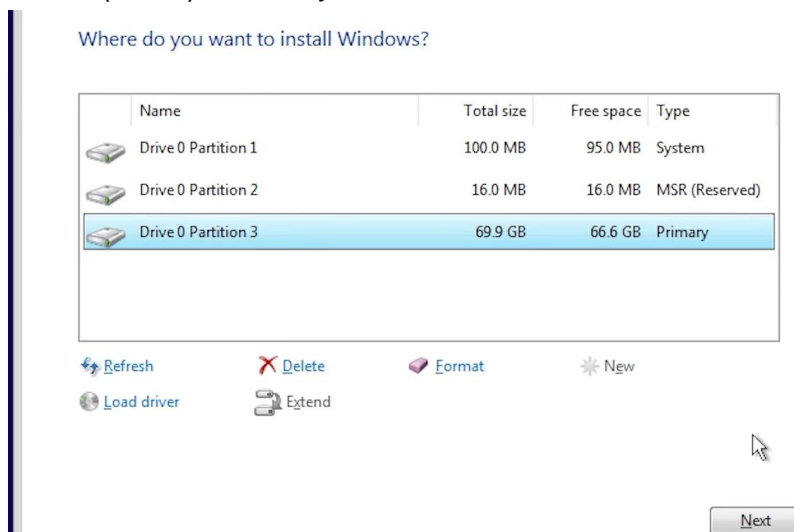 Where do you want to install Windows?
Name Total size Free space Type
Drive 0 Partition 1 100.0 MB 95.0 MB System
Drive 0 Partition 2 16.0 MB 16.0 MB MSR (Reserved)
Drive 0 Partition 3 69.9 GB 66.6 GB Primary
Refresh Delete Format New
Load driver Extend
Next